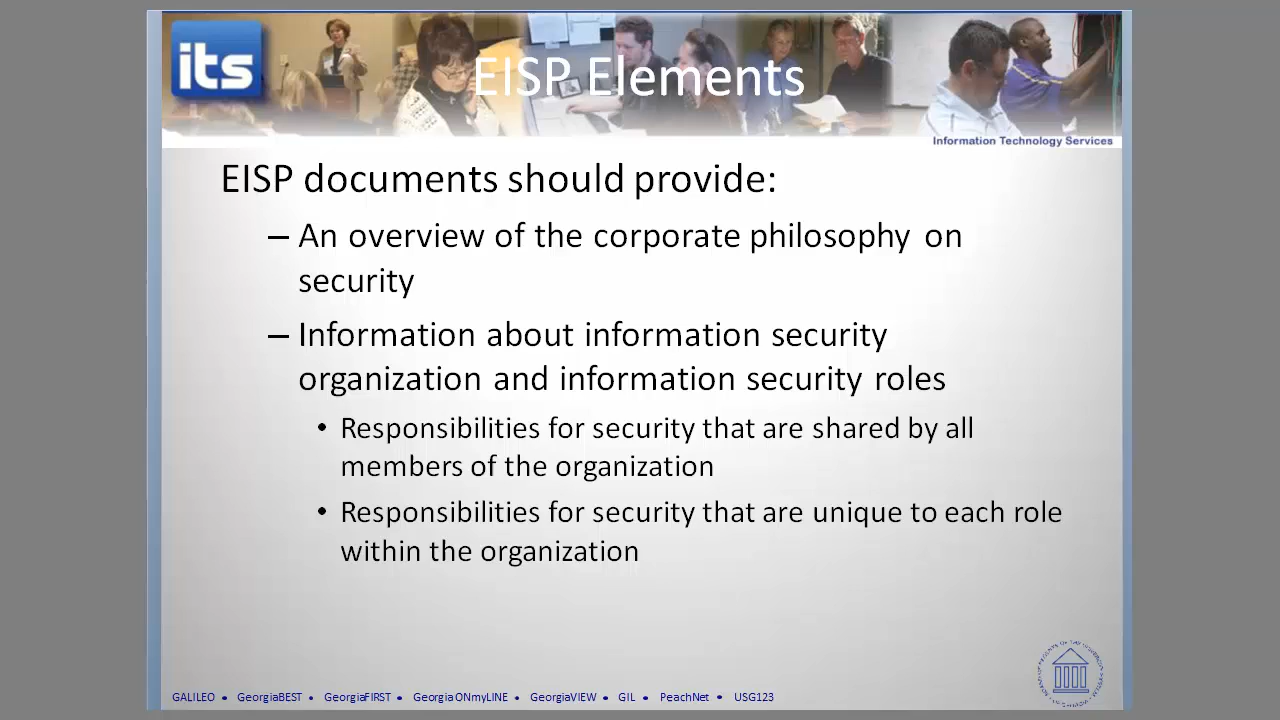 its
EISP Elements
Information Technology Services
EISP documents should provide:
– An overview of the corporate philosophy on
security
– Information about information security
organization and information security roles
• Responsibilities for security that are shared by all
members of the organization
• Responsibilities for security that are unique to each role
within the organization
GALILEO • GeorgiaBEST • GeorgiaFIRST • GeorgiaONmyLINE • GeorgiaVIEW • GIL • PeachNet • USG123